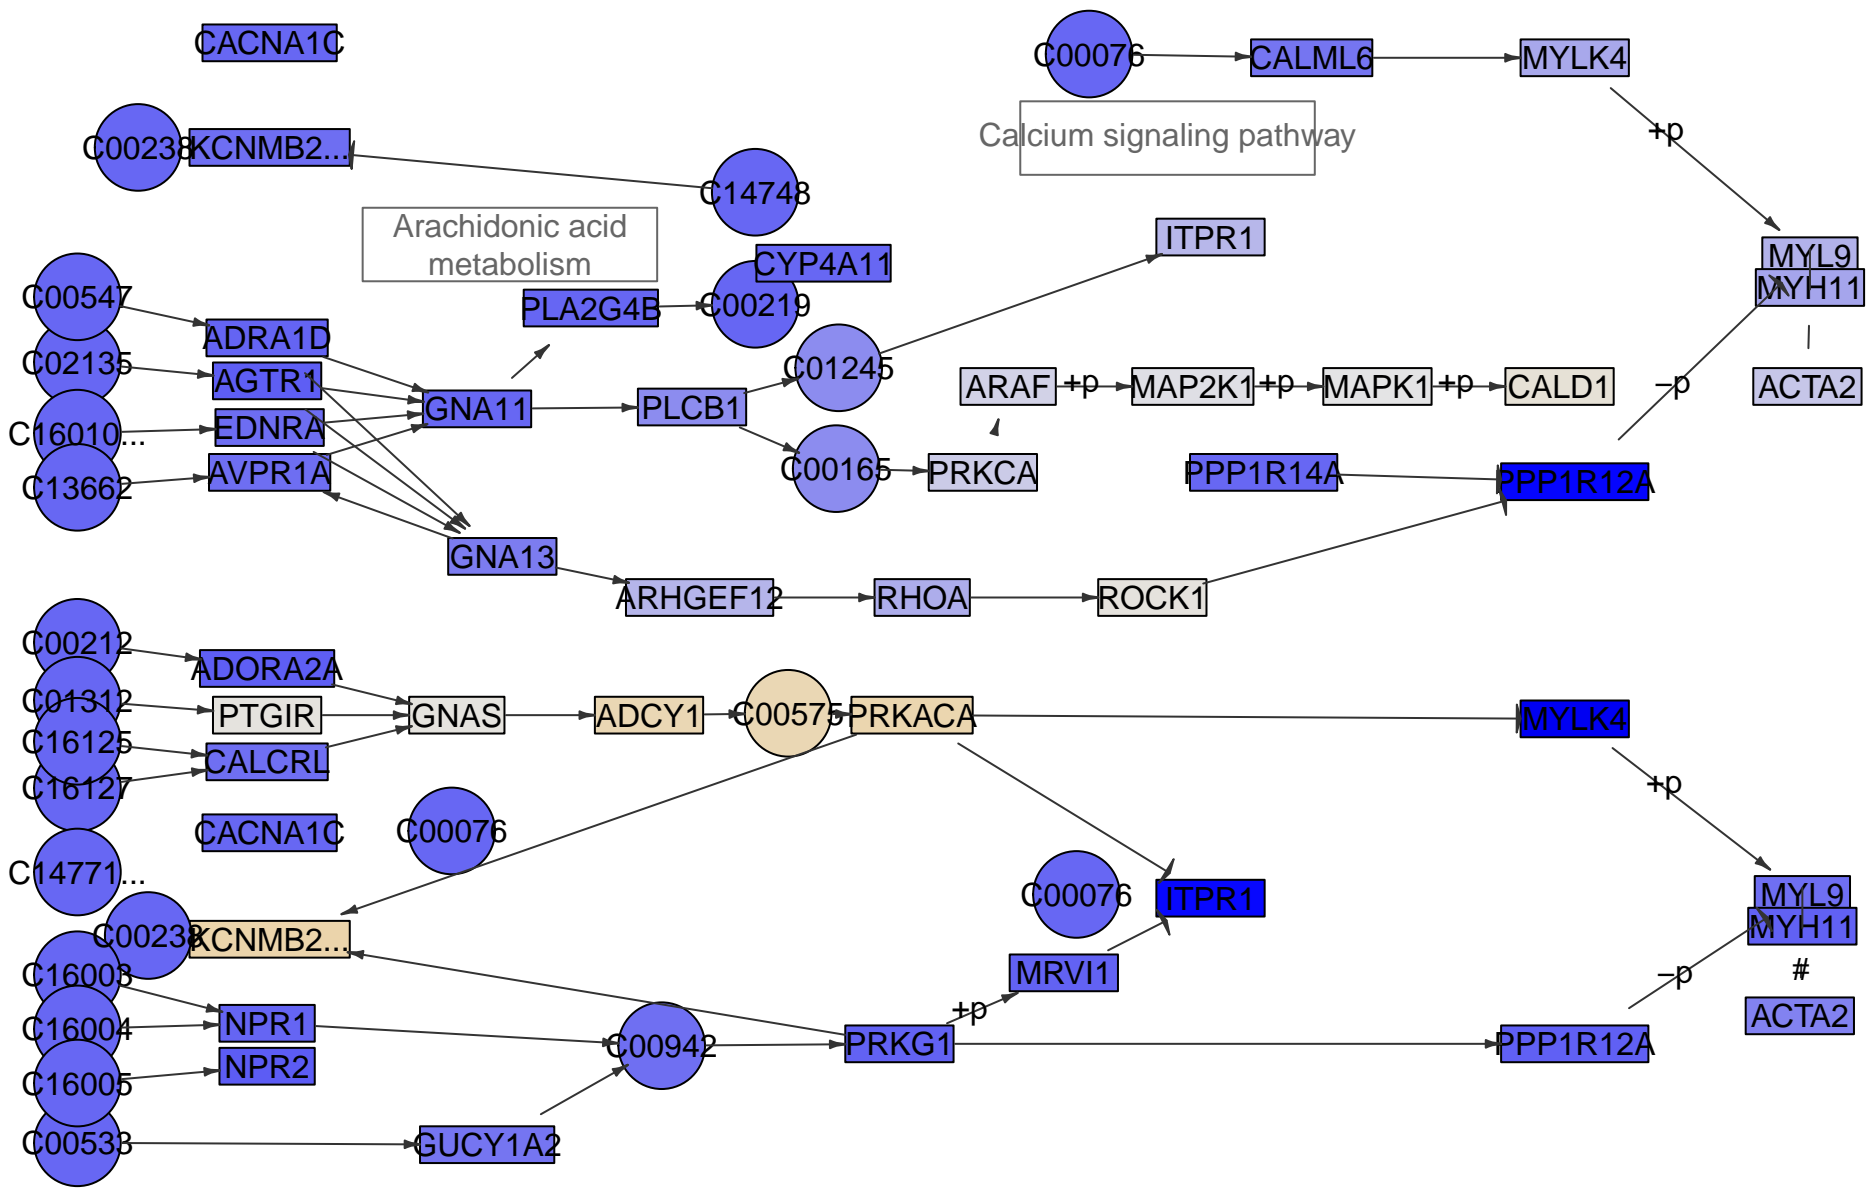 CACNA1C
C00076
CALML6
MYLK4
+p
Calcium signaling pathway
C00238
KCNMB2...
C14748
Arachidonic acid
metabolism
ITPR1
MYL9
MYH11
CYP4A11
C00219
PLA2G4B
C00547
ADRA1D
C02135
AGTR1
GNA11
PLCB1
C01245
ARAF
+p
MAP2K1
+p
MAPK1
+p
CALD1
−p
ACTA2
C16010...
EDNRA
C13662
AVPR1A
C00165
PRKCA
PPP1R14A
PPP1R12A
GNA13
ARHGEF12
RHOA
ROCK1
C00212
ADORA2A
C01312
PTGIR
GNAS
ADCY1
C00575
PRKACA
MYLK4
C16125
CALCRL
C16127
+p
CACNA1C
C00076
C14771...
C00076
ITPR1
MYL9
MYH11
C00238
KCNMB2...
C16003
MRVI1
−p
#
+p
ACTA2
C16004
NPR1
C00942
PRKG1
PPP1R12A
C16005
NPR2
C00533
GUCY1A2